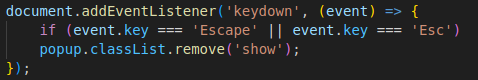 document.addEventListener('keydown', (event) => {
    if (event.key === 'Escape' || event.key === 'Esc')
    popup.classList.remove('show');
});